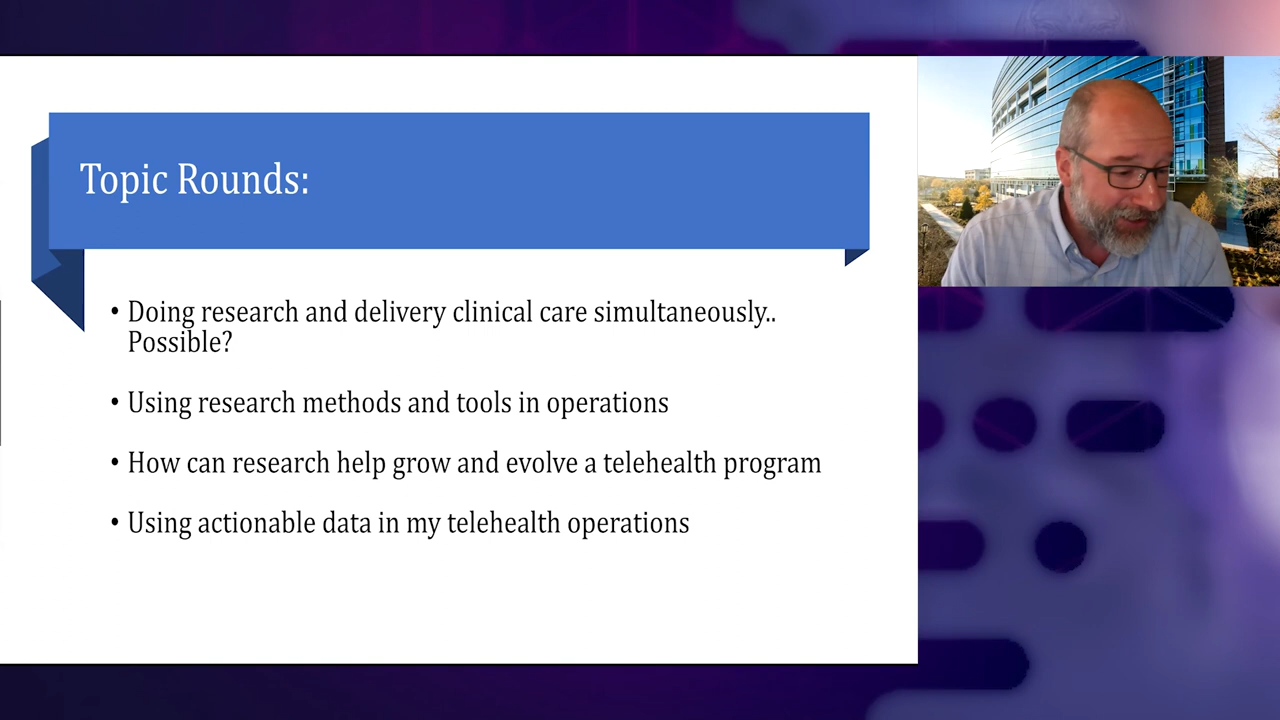 Topic Rounds:
• Doing research and delivery clinical care simultaneously..
Possible?
• Using research methods and tools in operations
• How can research help grow and evolve a telehealth program
• Using actionable data in my telehealth operations